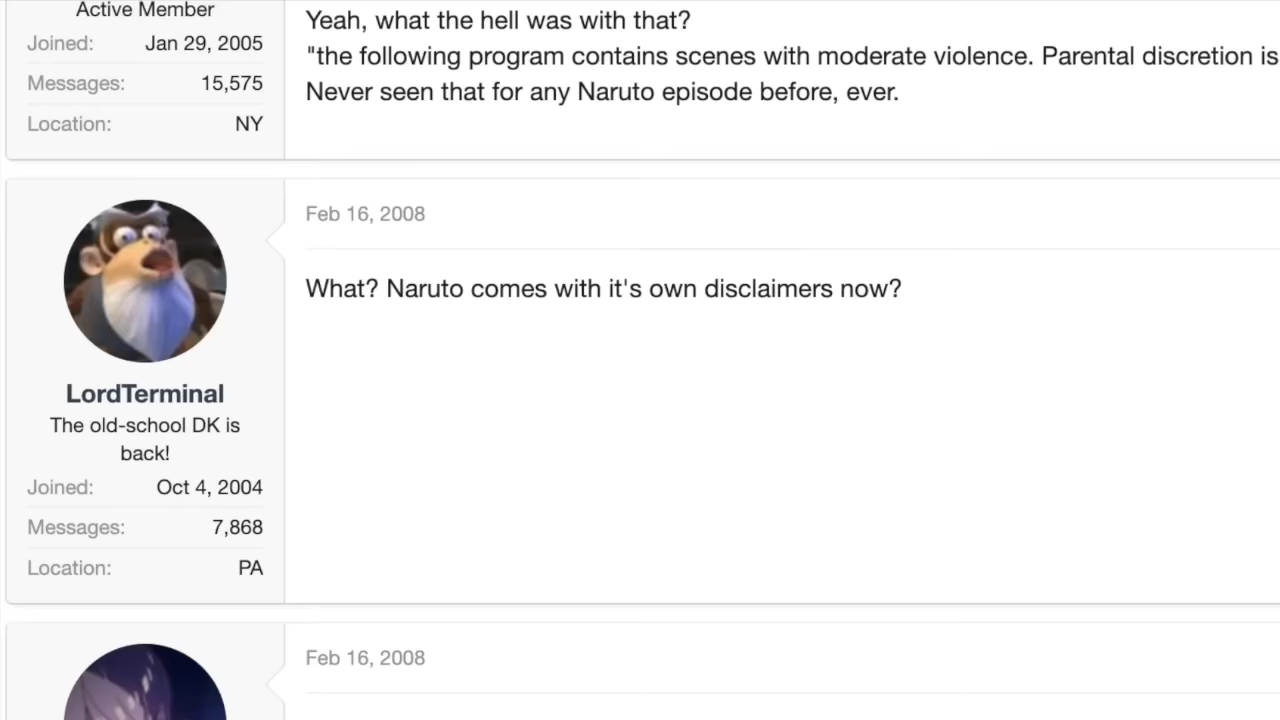 Active Member
Joined: Jan 29, 2005
Messages: 15,575
Location: NY
Yeah, what the hell was with that?
"the following program contains scenes with moderate violence. Parental discretion is
Never seen that for any Naruto episode before, ever.
LordTerminal
The old-school DK is
back!
Joined: Oct 4, 2004
Messages: 7,868
Location: PA
Feb 16, 2008
What? Naruto comes with it's own disclaimers now?
Feb 16, 2008